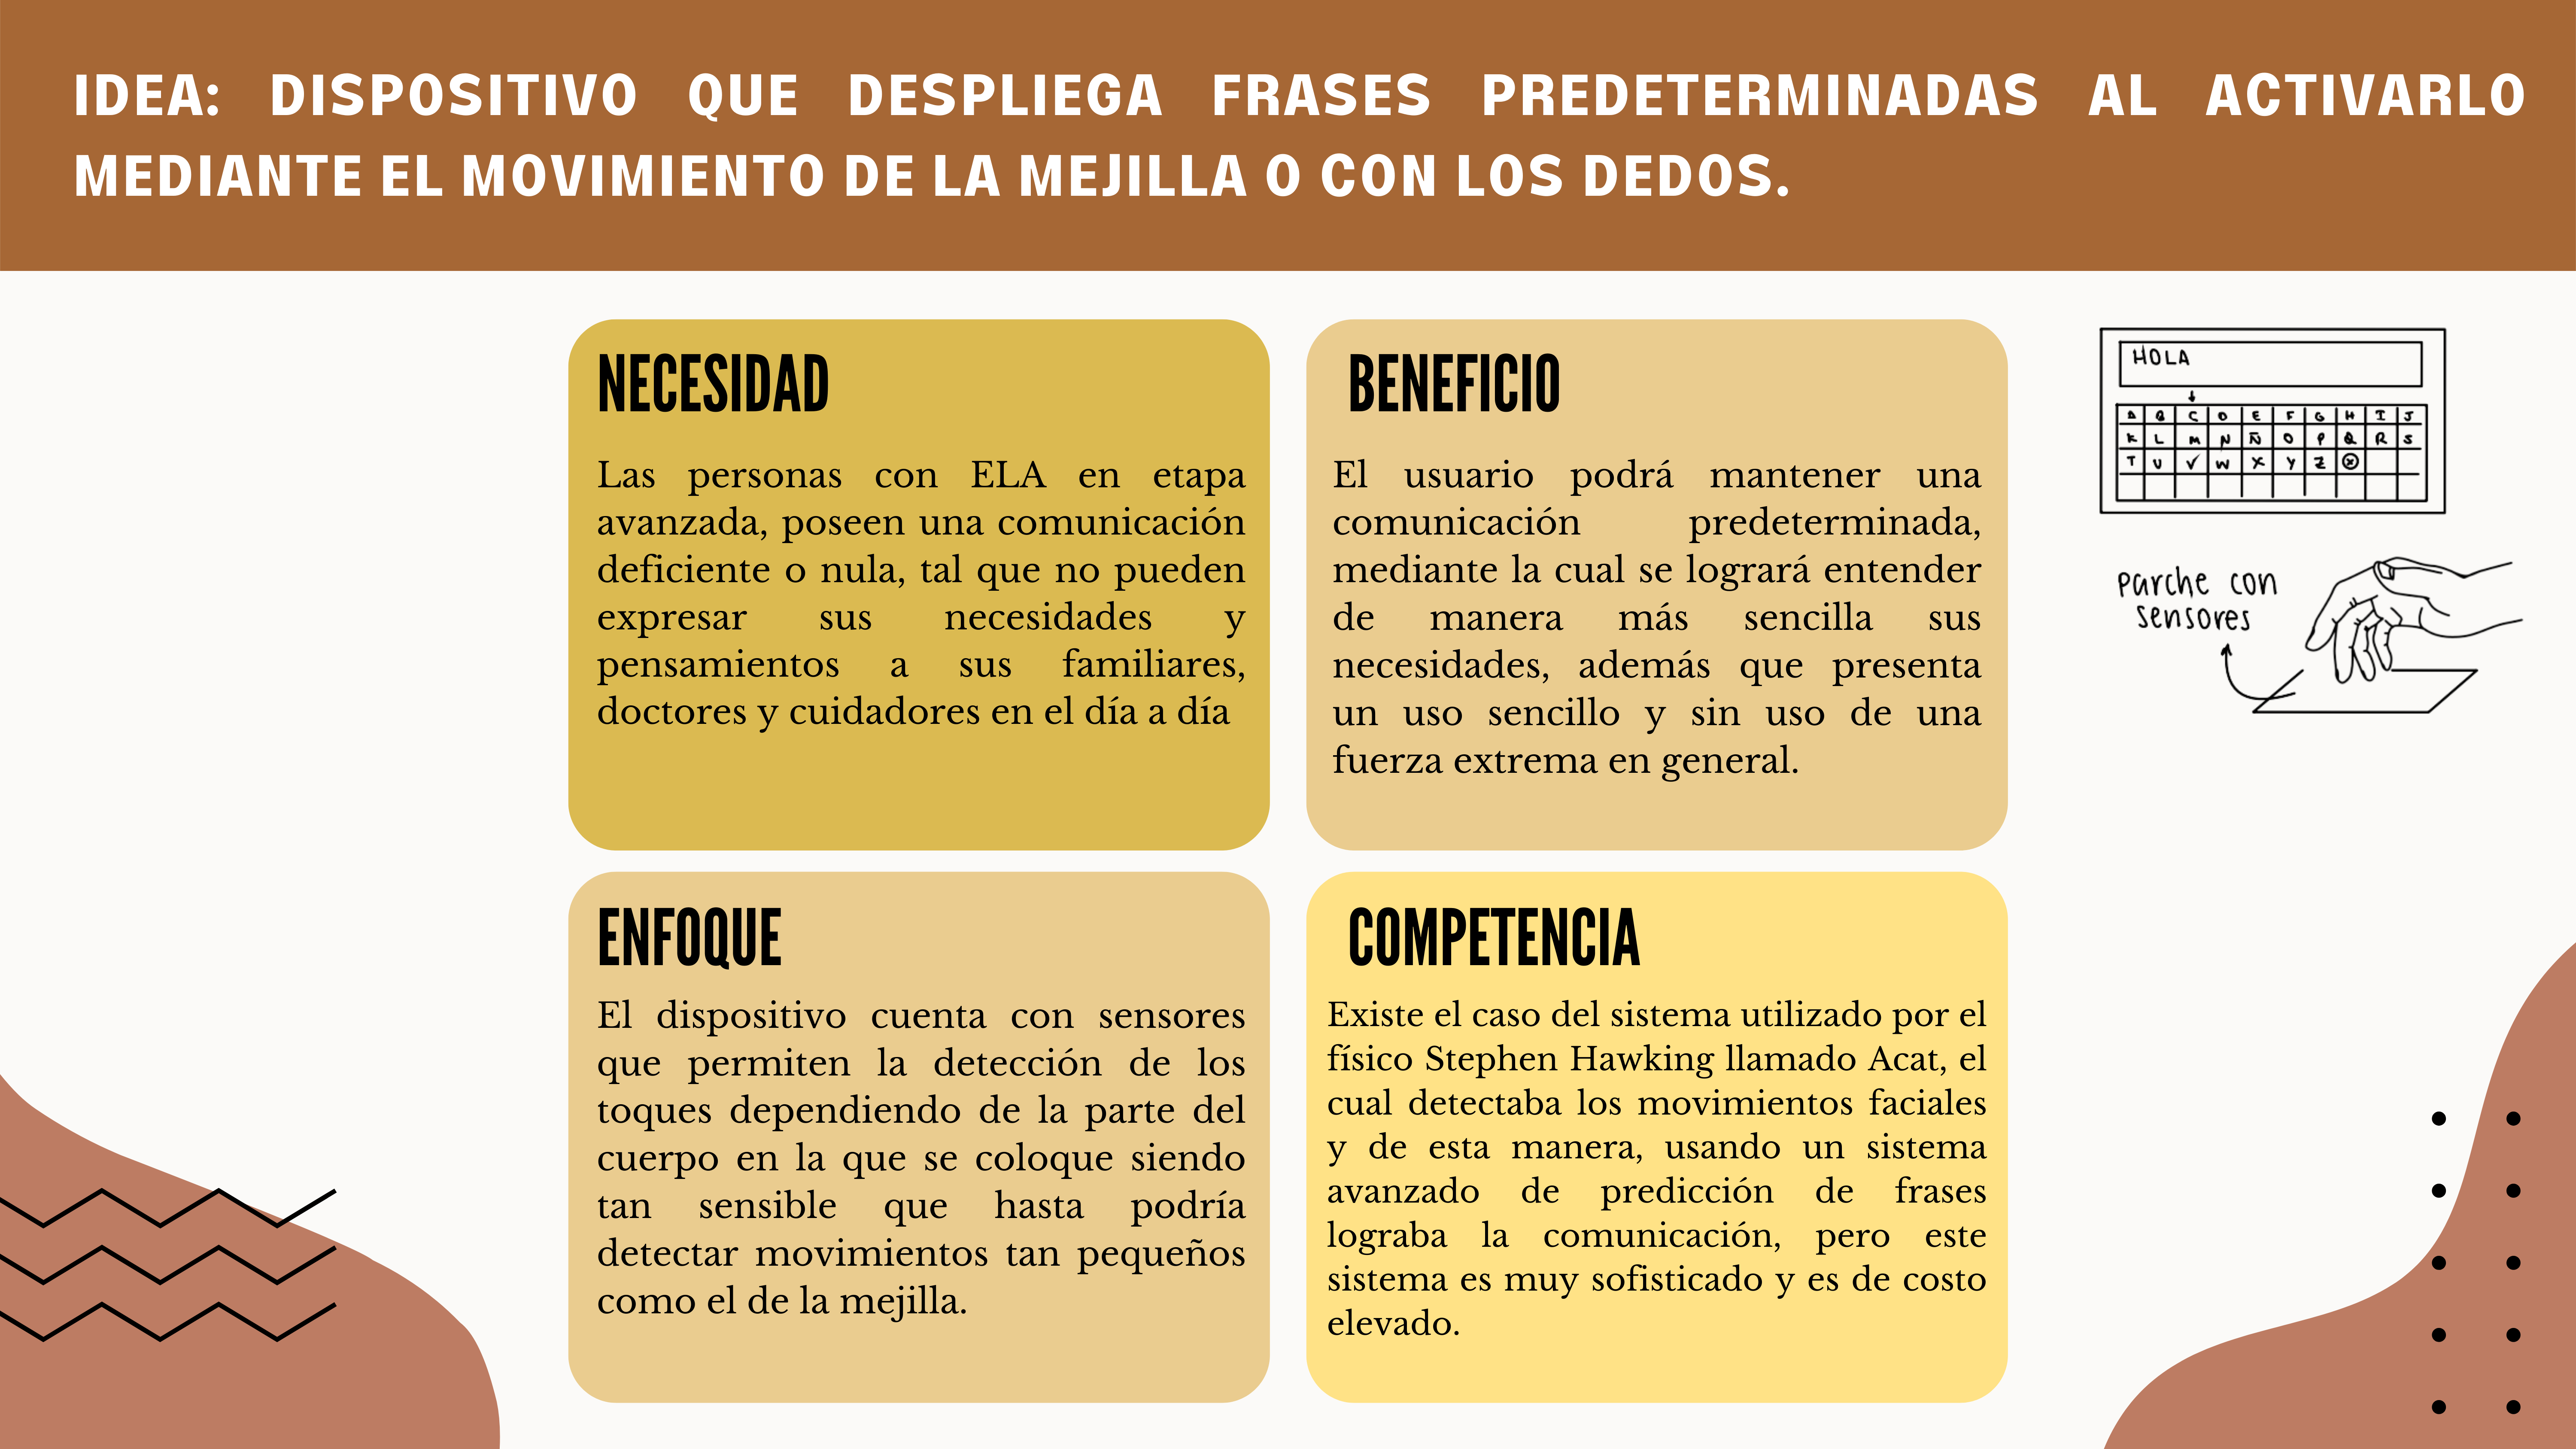 IDEA: DISPOSITIVO QUE DESPLIEGA FRASES PREDETERMINADAS AL ACTIVARLO
MEDIANTE EL MOVIMIENTO DE LA MEJILLA O CON LOS DEDOS.
NECESIDAD
Las personas con ELA en etapa
avanzada, poseen una comunicación
deficiente o nula, tal que no pueden
expresar sus necesidades y
pensamientos a sus familiares,
doctores y cuidadores en el día a día
BENEFICIO
El usuario podrá mantener una
comunicación predeterminada,
mediante la cual se logrará entender
de manera más sencilla sus
necesidades, además que presenta
un uso sencillo y sin uso de una
fuerza extrema en general.
ENFOQUE
El dispositivo cuenta con sensores
que permiten la detección de los
toques dependiendo de la parte del
cuerpo en la que se coloque siendo
tan sensible que hasta podría
detectar movimientos tan pequeños
como el de la mejilla.
COMPETENCIA
Existe el caso del sistema utilizado por el
físico Stephen Hawking llamado Acat, el
cual detectaba los movimientos faciales
y de esta manera, usando un sistema
avanzado de predicción de frases
lograba la comunicación, pero este
sistema es muy sofisticado y es de costo
elevado.
HOLA
A B C D E F G H I J
K L M N Ñ O P Q R S
T U V W X Y Z
parche con
sensores